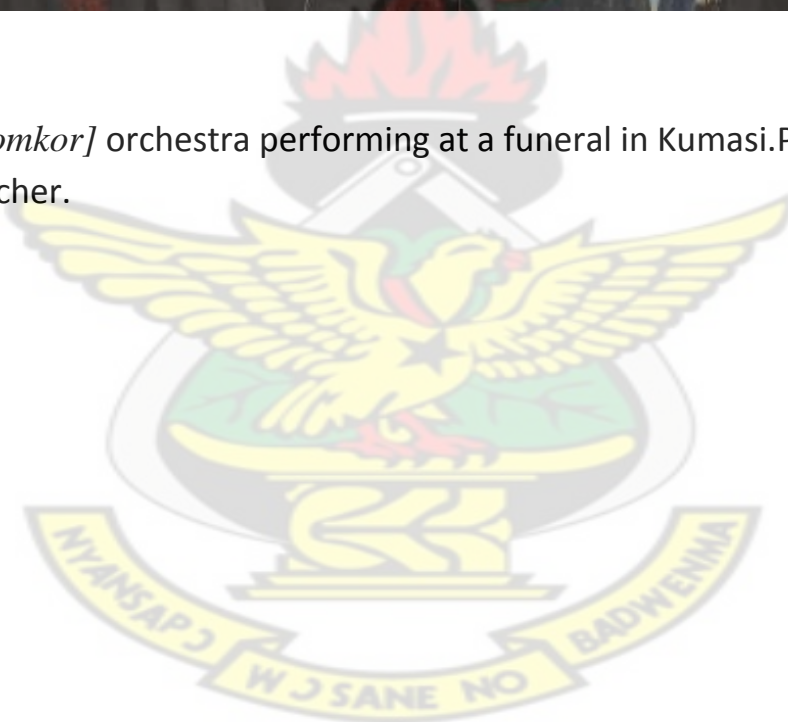 omkor] orchestra performing at a funeral in Kumasi.P
cher.
NYANSAPƆ
WƆSANE NO
BADWENMA